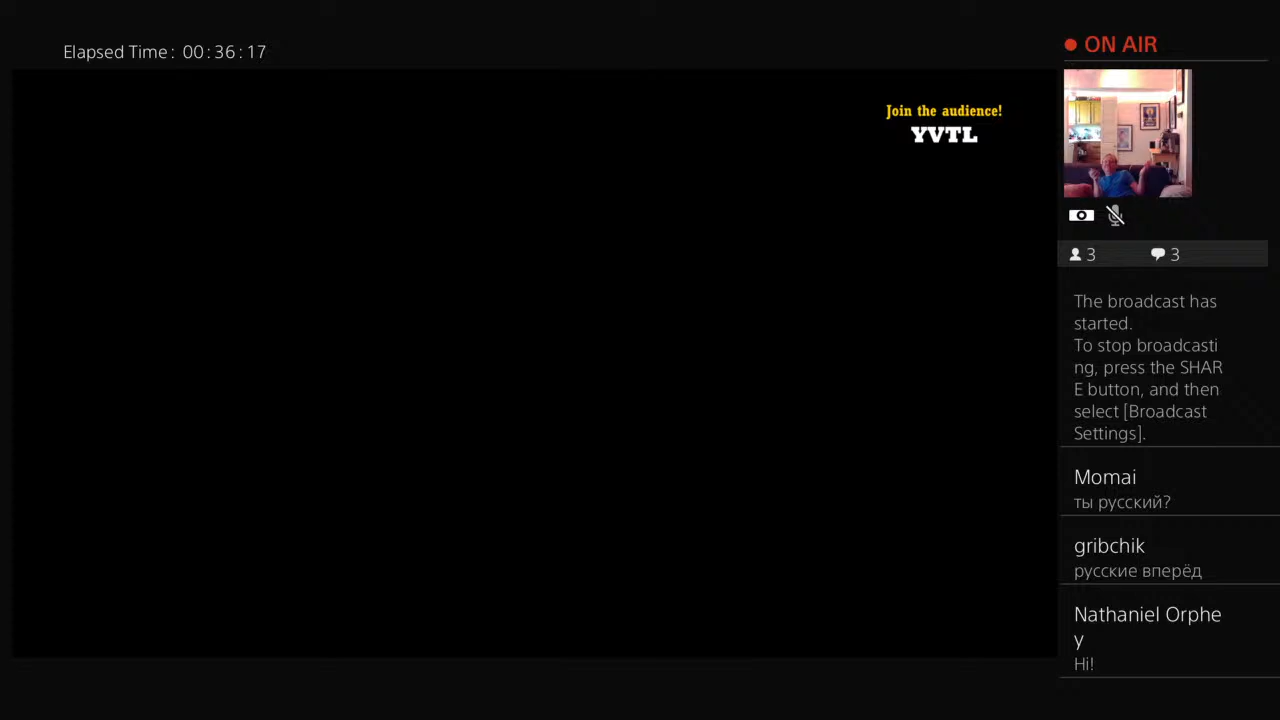 Elapsed Time: 00:36:17
ON AIR
Join the audience!
YVTL
3 3
The broadcast has
started.
To stop broadcasti
ng, press the SHAR
E button, and then
select [Broadcast
Settings].
Momai
ты русский?
gribchik
русские вперёд
Nathaniel Orphe
y
Hi!